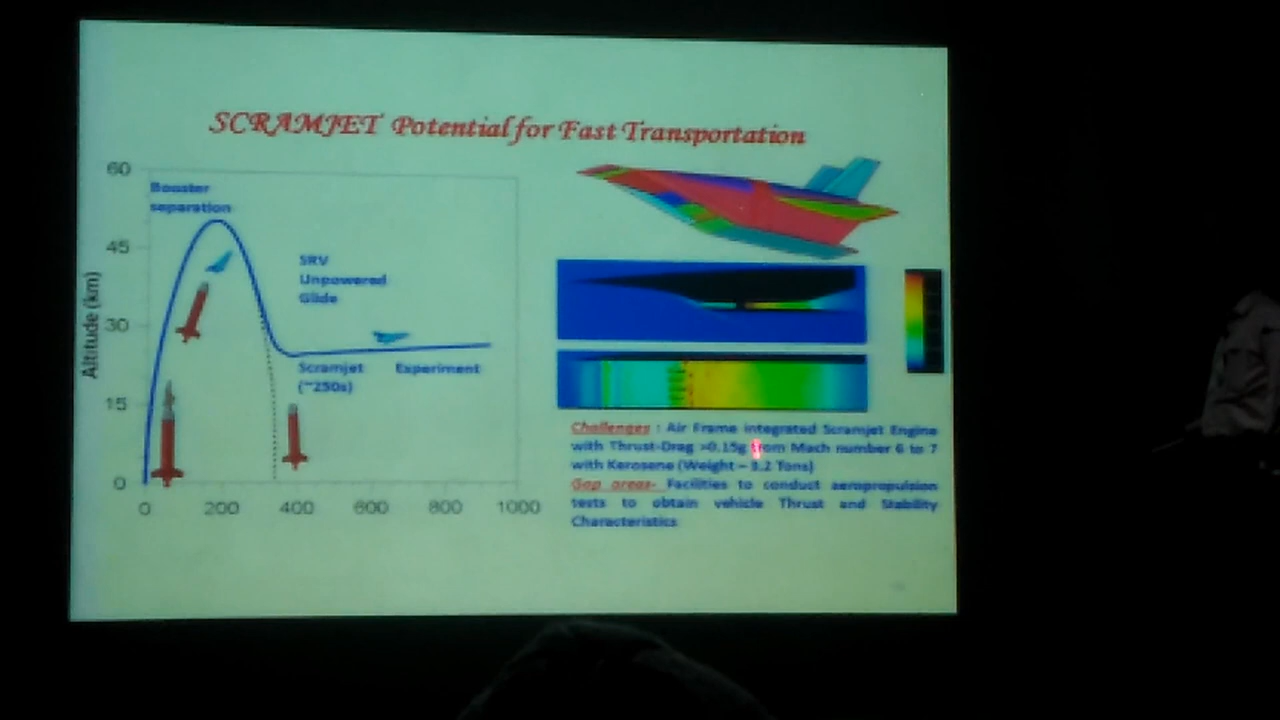 SCRAMJET Potential for Fast Transportation
60
Booster
separation
45
SRV
Unpowered
Glide
Altitude (km)
30
Scramjet Experiment
(~250s)
15
0
0 200 400 600 800 1000
Challenges : Air Frame integrated Scramjet Engine
with Thrust-Drag >0.15g from Mach number 6 to 7
with Kerosene (Weight – 3.2 Tons)
Gap areas- Facilities to conduct aeropropulsion
tests to obtain vehicle Thrust and Stability
Characteristics